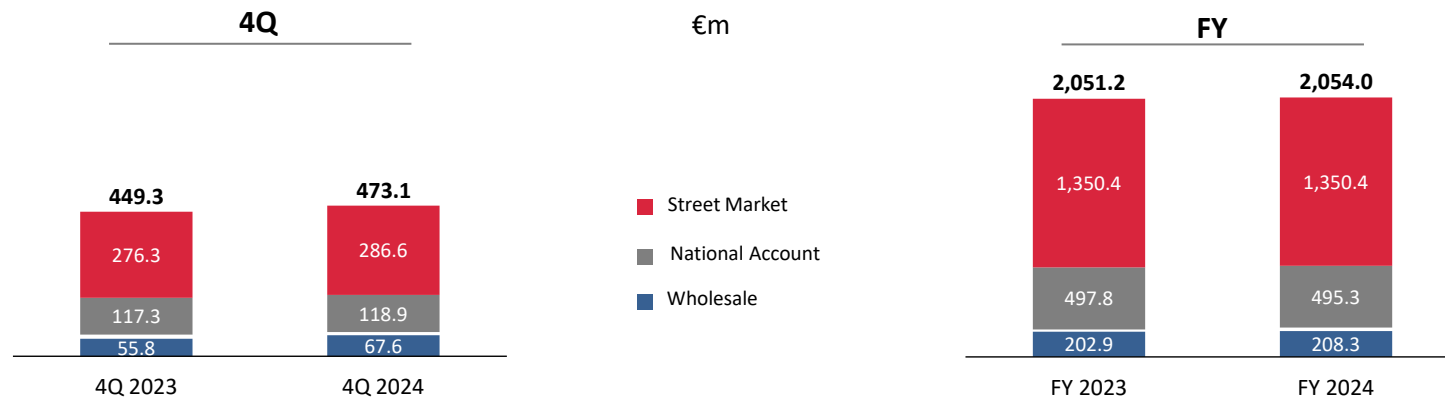 4Q
€m
FY
449.3
473.1
276.3
286.6
117.3
118.9
55.8
67.6
4Q 2023
4Q 2024
Street Market
National Account
Wholesale
2,051.2
2,054.0
1,350.4
1,350.4
497.8
495.3
202.9
208.3
FY 2023
FY 2024